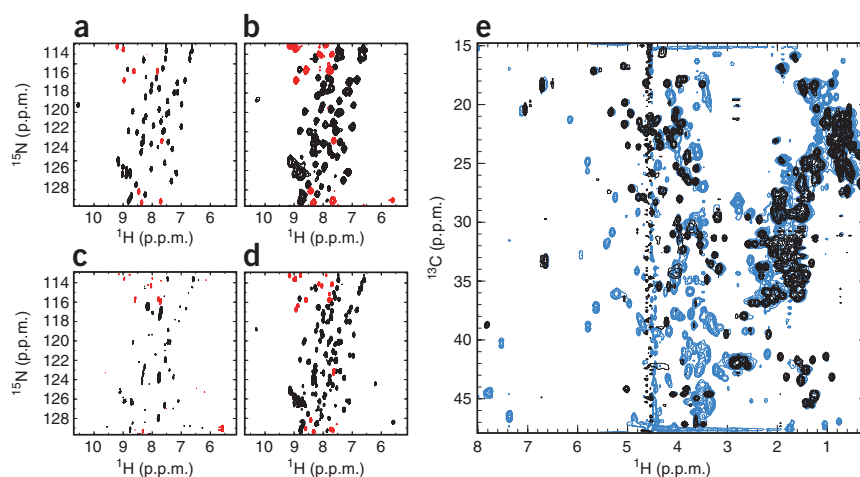 a
114
116
118
120
122
124
126
128
¹⁵N (p.p.m.)
10 9 8 7 6
¹H (p.p.m.)
b
10 9 8 7 6
¹H (p.p.m.)
c
114
116
118
120
122
124
126
128
¹⁵N (p.p.m.)
10 9 8 7 6
¹H (p.p.m.)
d
10 9 8 7 6
¹H (p.p.m.)
e
15
20
25
30
35
40
45
¹³C (p.p.m.)
8 7 6 5 4 3 2 1
¹H (p.p.m.)